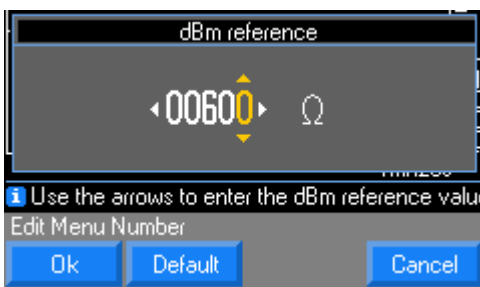 dBm reference
00600 Ω
Use the arrows to enter the dBm reference valu
Edit Menu Number
Ok Default Cancel